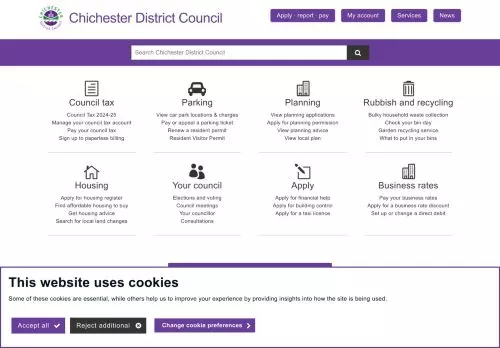 Chichester District Council
Apply · report · pay
My account
Services
News
Search Chichester District Council
Council tax
Council Tax 2024-25
Manage your council tax account
Pay your council tax
Sign up to paperless billing
Parking
View car park locations & charges
Pay or appeal a parking ticket
Renew a resident permit
Resident Visitor Permit
Planning
View planning applications
Apply for planning permission
View planning advice
View local plan
Rubbish and recycling
Bulky household waste collection
Check your bin day
Garden recycling service
What to put in your bins
Housing
Apply for housing register
Find affordable housing to buy
Get housing advice
Search for local land changes
Your council
Elections and voting
Council meetings
Your councillor
Consultations
Apply
Apply for financial help
Apply for building control
Apply for a taxi licence
Business rates
Pay your business rates
Apply for a business rate discount
Set up or change a direct debit
This website uses cookies
Some of these cookies are essential, while others help us to improve your experience by providing insights into how the site is being used.
Accept all
Reject additional
Change cookie preferences